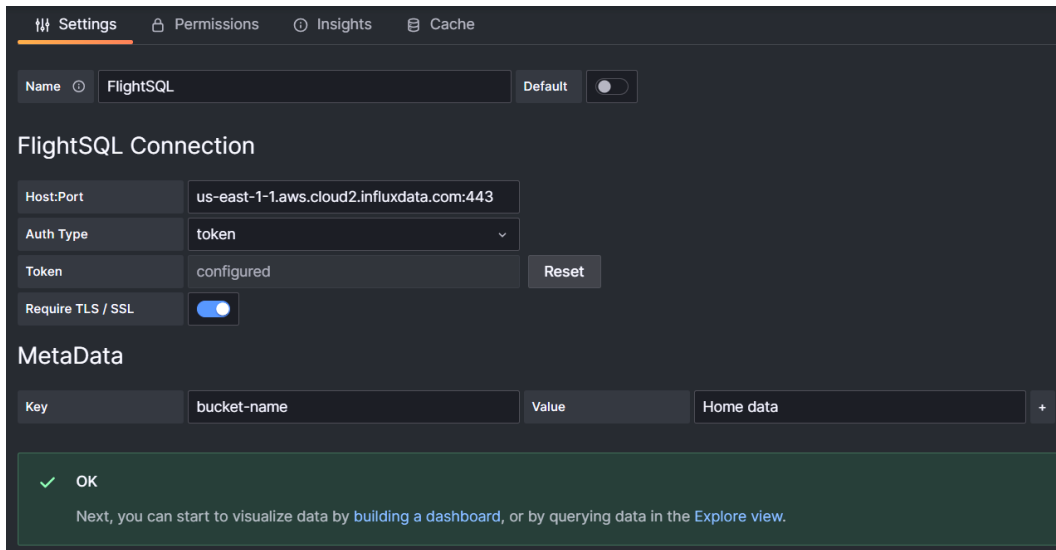 Settings Permissions Insights Cache
Name FlightSQL Default
FlightSQL Connection
Host:Port us-east-1-1.aws.cloud2.influxdata.com:443
Auth Type token
Token configured Reset
Require TLS / SSL
MetaData
Key bucket-name Value Home data +
OK
Next, you can start to visualize data by building a dashboard, or by querying data in the Explore view.